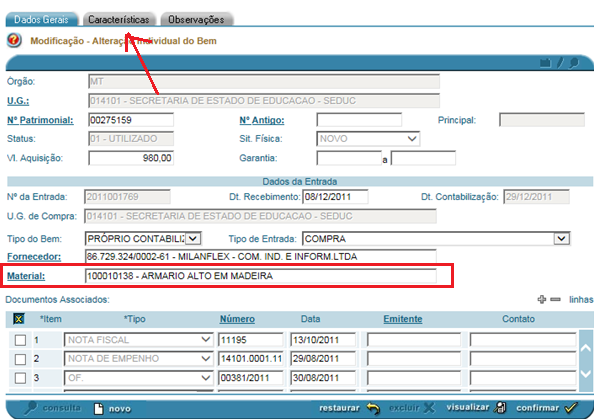 Dados Gerais Características Observações
Modificação - Alteração Individual do Bem
Órgão: MT
U.G.: 014101 - SECRETARIA DE ESTADO DE EDUCACAO - SEDUC
Nº Patrimonial: 00275159 Nº Antigo: Principal:
Status: 01 - UTILIZADO Sit. Física: NOVO
Vl. Aquisição: 980,00 Garantia: a
Dados da Entrada
Nº da Entrada: 2011001769 Dt. Recebimento: 08/12/2011 Dt. Contabilização: 29/12/2011
U.G. de Compra: 014101 - SECRETARIA DE ESTADO DE EDUCACAO - SEDUC
Tipo do Bem: PRÓPRIO CONTABILIZ Tipo de Entrada: COMPRA
Fornecedor: 86.729.324/0002-61 - MILANFLEX - COM. IND. E INFORM.LTDA
Material: 100010138 - ARMARIO ALTO EM MADEIRA
Documentos Associados: linhas
*Item *Tipo Número Data Emitente Contato
1 NOTA FISCAL 11195 13/10/2011
2 NOTA DE EMPENHO 14101.0001.11 29/08/2011
3 OF. 00381/2011 30/08/2011
consulta novo restaurar excluir visualizar confirmar